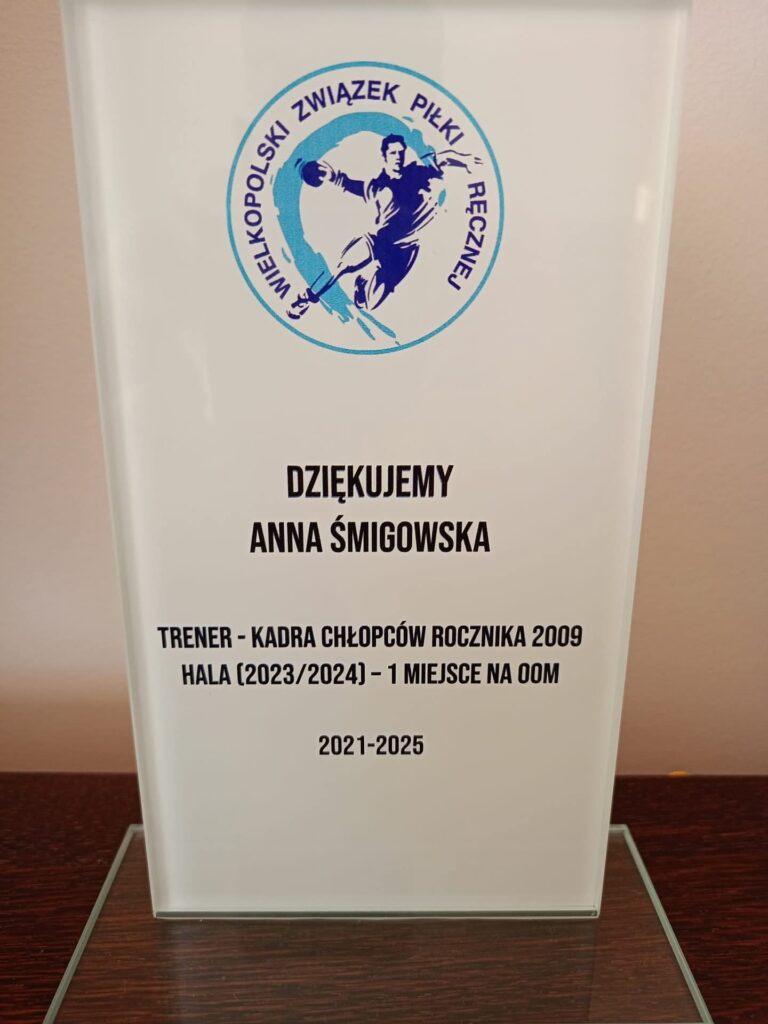 WIELKOPOLSKI ZWIĄZEK PIŁKI RĘCZNEJ
DZIĘKUJEMY
ANNA ŚMIGOWSKA
TRENER - KADRA CHŁOPCÓW ROCZNIKA 2009
HALA (2023/2024) – 1 MIEJSCE NA OOM
2021-2025